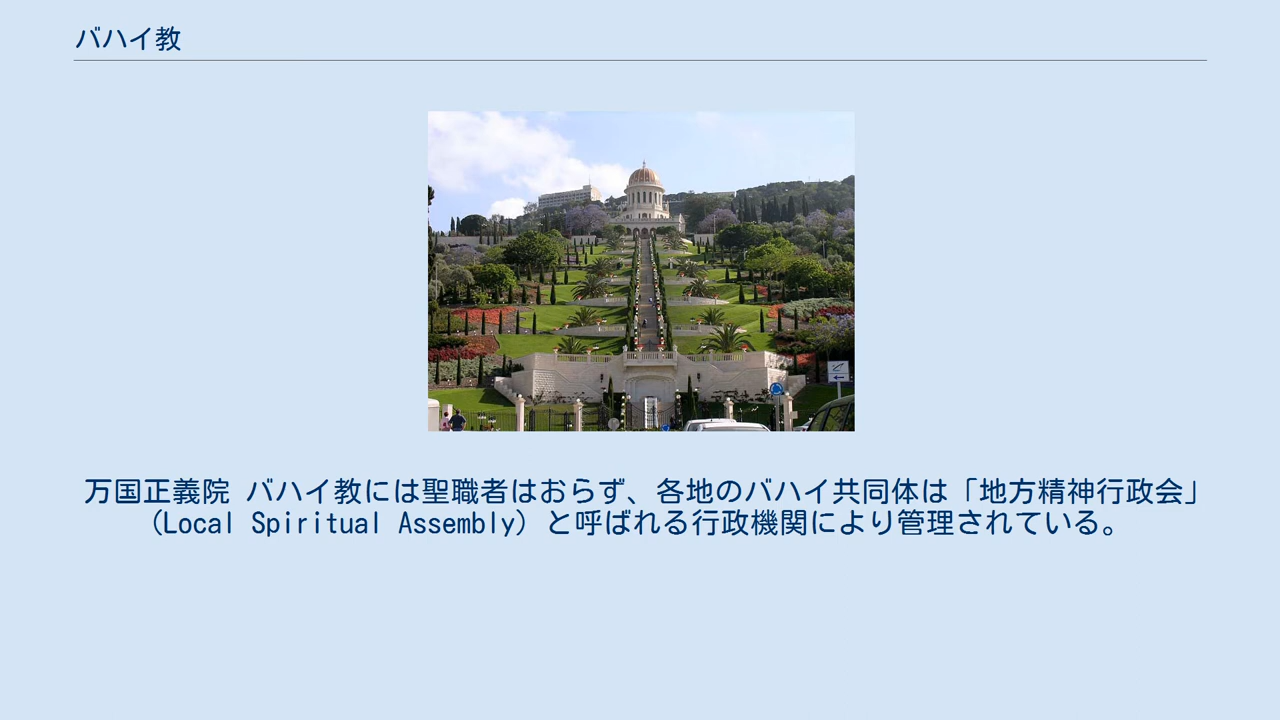 バハイ教
万国正義院 バハイ教には聖職者はおらず、各地のバハイ共同体は「地方精神行政会」
（Local Spiritual Assembly）と呼ばれる行政機関により管理されている。